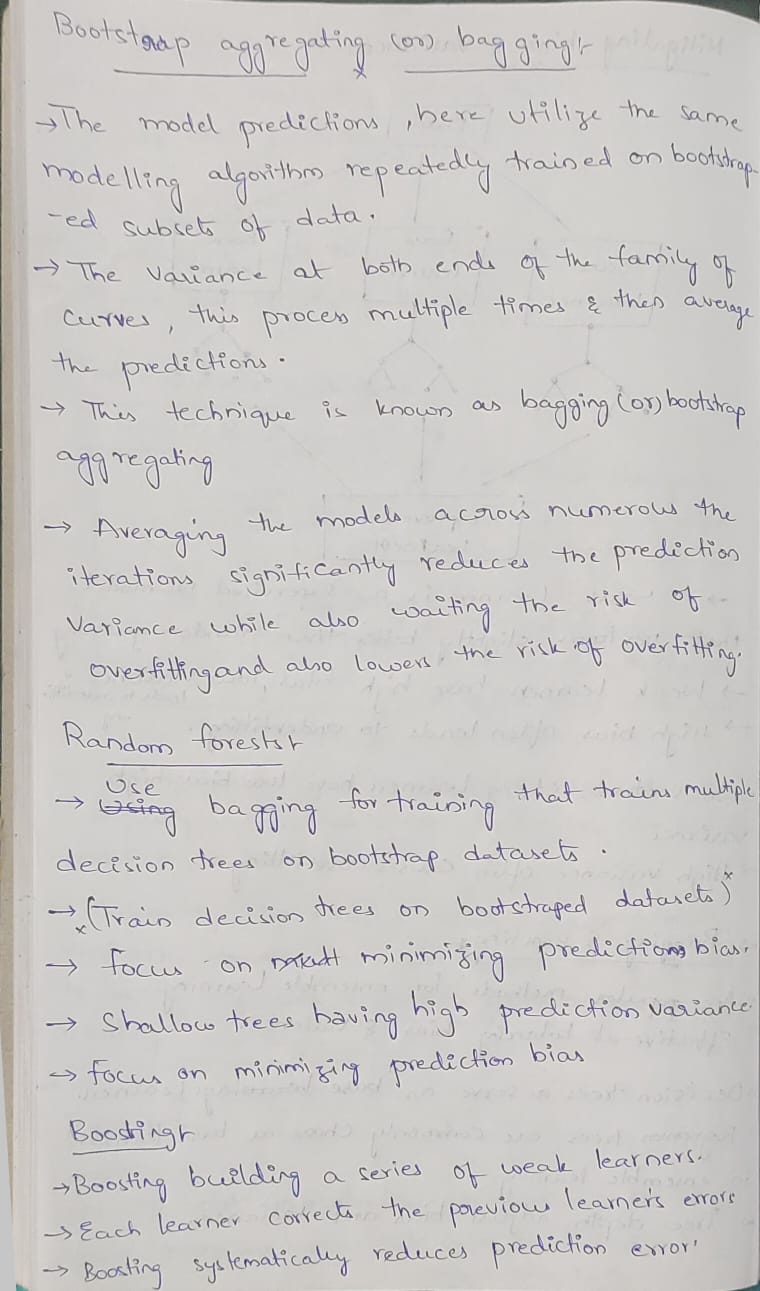 Bootstrap aggregating (or) bagging:-
→ The model predictions, here utilize the same
modelling algorithm repeatedly trained on bootstrap
-ed subsets of data.
→ The variance at both ends of the family of
curves, this process multiple times & then average
the predictions.
→ This technique is known as bagging (or) bootstrap
aggregating
→ Averaging the models across numerous the
iterations significantly reduces the prediction
variance while also waiting the risk of
overfitting and also lowers the risk of overfitting.
Random forests:-
→ Use Using bagging for training that trains multiple
decision trees on bootstrap datasets.
→ (Train decision trees on bootstraped datasets)
→ focus on minimizing predictions bias.
→ Shallow trees having high prediction variance.
→ focus on minimizing prediction bias
Boosting:-
→ Boosting building a series of weak learners.
→ Each learner corrects the previous learner's errors
→ Boosting systematically reduces prediction error.